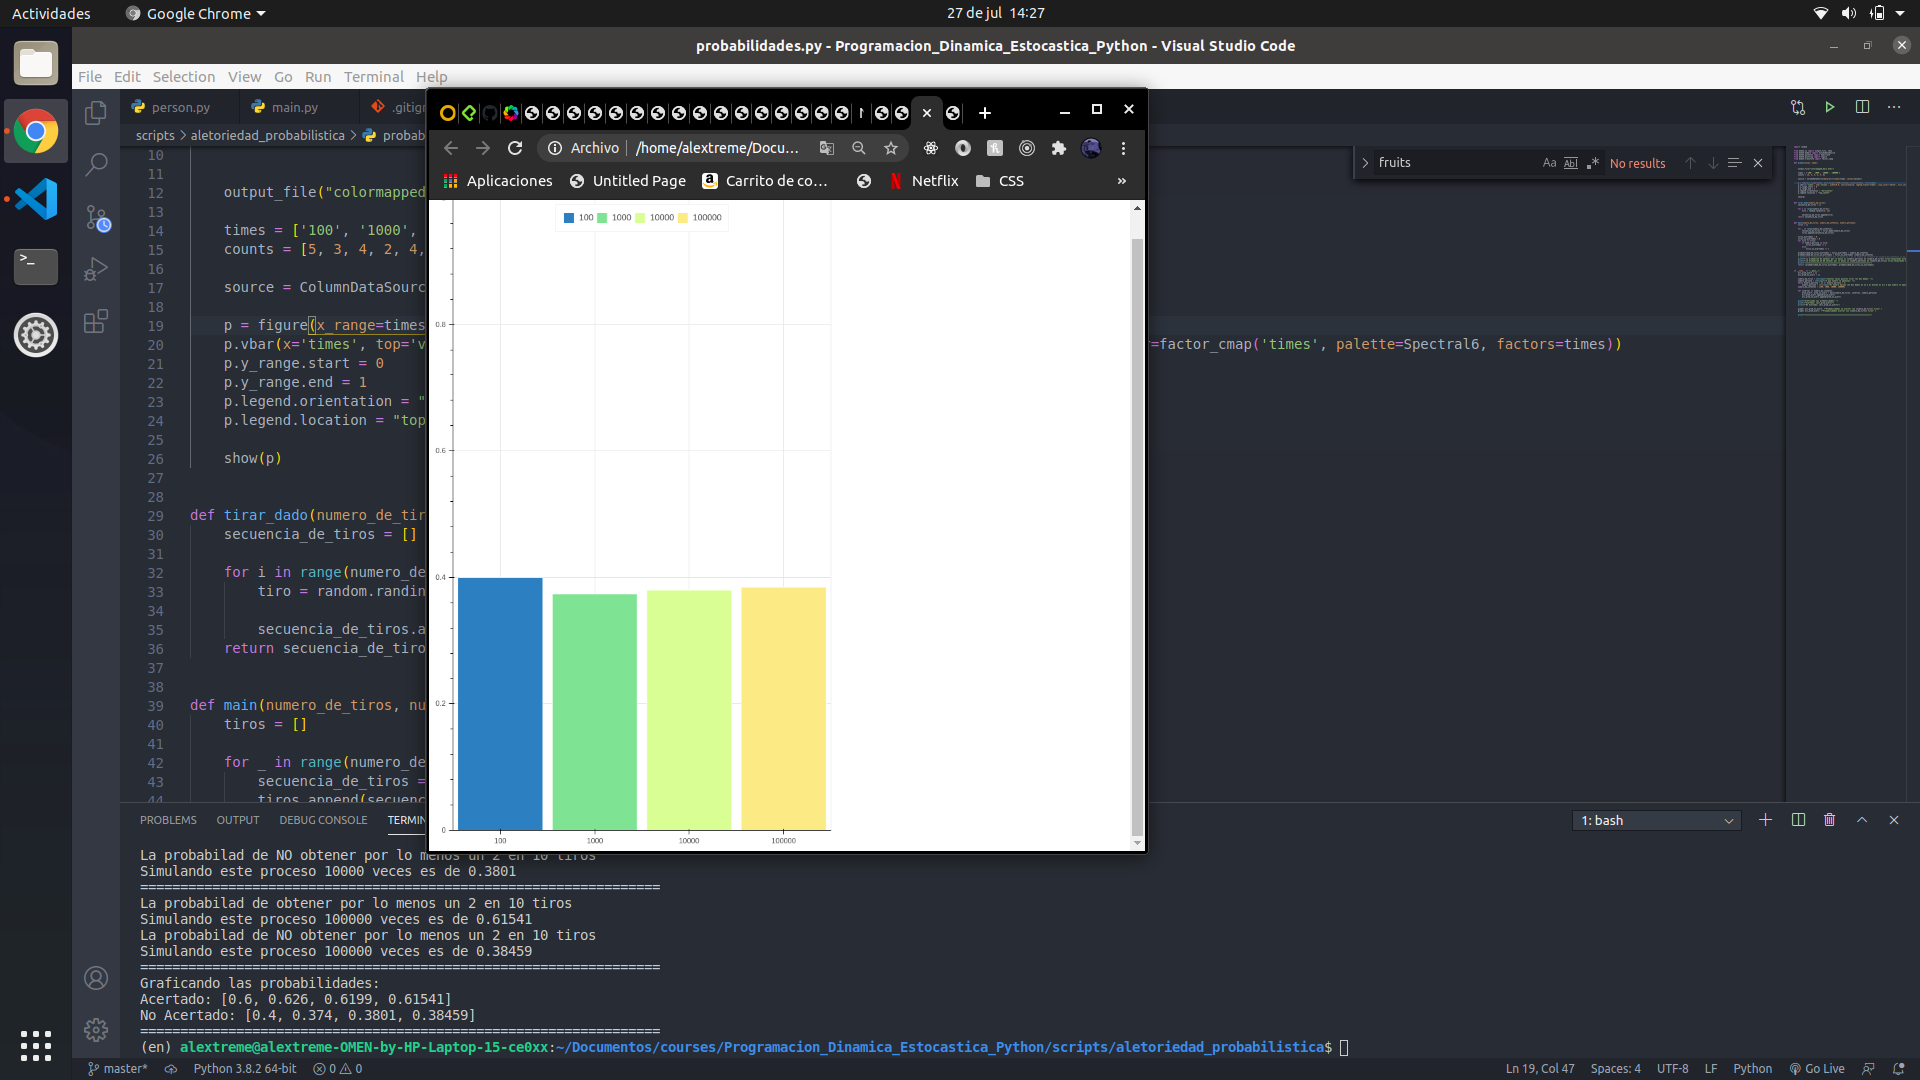 Actividades
Google Chrome
27 de jul 14:27
probabilidades.py - Programacion_Dinamica_Estocastica_Python - Visual Studio Code
File Edit Selection View Go Run Terminal Help
person.py
main.py
.gitig
scripts > aletoriedad_probabilistica > probab
fruits
Aa
Abl
No results
Archivo
/home/alextreme/Docu...
Aplicaciones
Untitled Page
Carrito de co...
Netflix
CSS
»
10
11
12 output_file("colormapped
13
14 times = ['100', '1000',
15 counts = [5, 3, 4, 2, 4,
16
17 source = ColumnDataSourc
18
19 p = figure(x_range=times
20 p.vbar(x='times', top='v
=factor_cmap('times', palette=Spectral6, factors=times))
21 p.y_range.start = 0
22 p.y_range.end = 1
23 p.legend.orientation = "
24 p.legend.location = "top
25
26 show(p)
27
28
29 def tirar_dado(numero_de_tir
30 secuencia_de_tiros = []
31
32 for i in range(numero_de
33 tiro = random.randin
34
35 secuencia_de_tiros.a
36 return secuencia_de_tiro
37
38
39 def main(numero_de_tiros, nu
40 tiros = []
41
42 for _ in range(numero_de
43 secuencia_de_tiros =
44 tiros.append(secuenc
100 1000 10000 100000
0.8
0.6
0.4
0.2
0
100 1000 10000 100000
PROBLEMS OUTPUT DEBUG CONSOLE TERMIN
1: bash
La probabilad de NO obtener por lo menos un 2 en 10 tiros
Simulando este proceso 10000 veces es de 0.3801
=================================================================
La probabilad de obtener por lo menos un 2 en 10 tiros
Simulando este proceso 100000 veces es de 0.61541
La probabilad de NO obtener por lo menos un 2 en 10 tiros
Simulando este proceso 100000 veces es de 0.38459
=================================================================
Graficando las probabilidades:
Acertado: [0.6, 0.626, 0.6199, 0.61541]
No Acertado: [0.4, 0.374, 0.3801, 0.38459]
=================================================================
(en) alextreme@alextreme-OMEN-by-HP-Laptop-15-ce0xx:~/Documentos/courses/Programacion_Dinamica_Estocastica_Python/scripts/aletoriedad_probabilistica$
master*
Python 3.8.2 64-bit
0 0
Ln 19, Col 47
Spaces: 4
UTF-8
LF
Python
Go Live